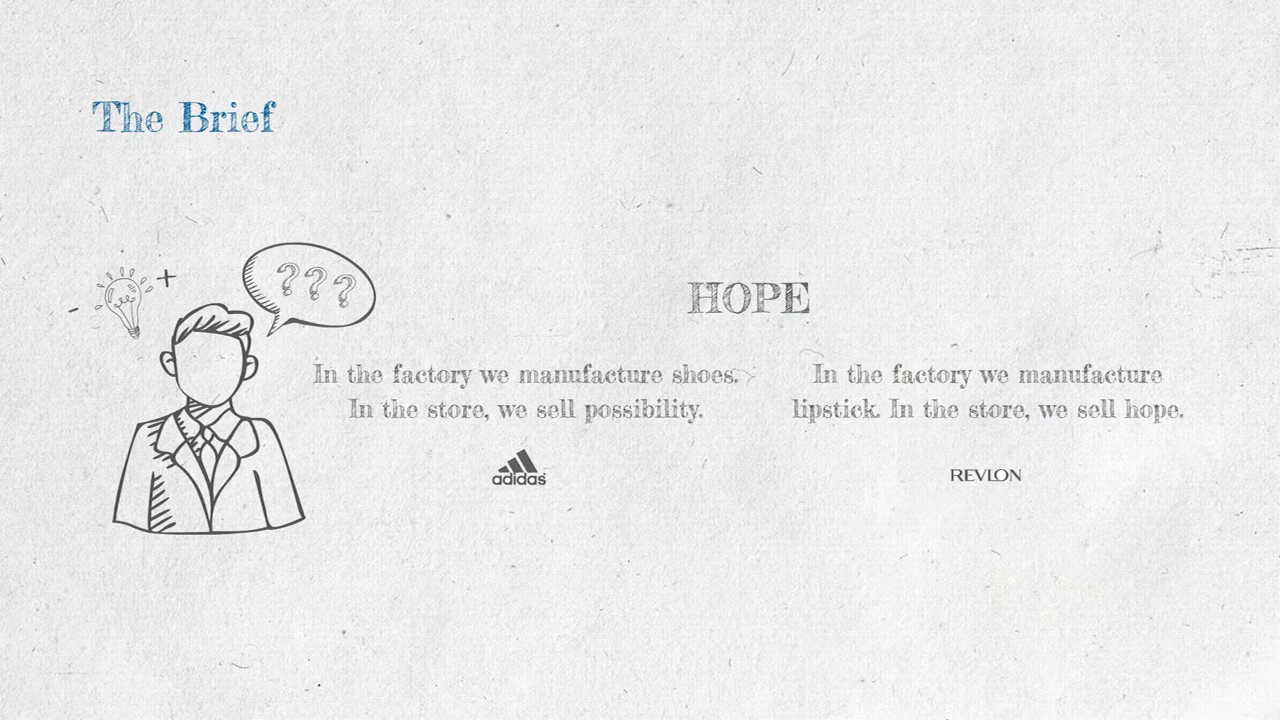 The Brief
???
HOPE
In the factory we manufacture shoes.
In the store, we sell possibility.
adidas
In the factory we manufacture
lipstick. In the store, we sell hope.
REVLON